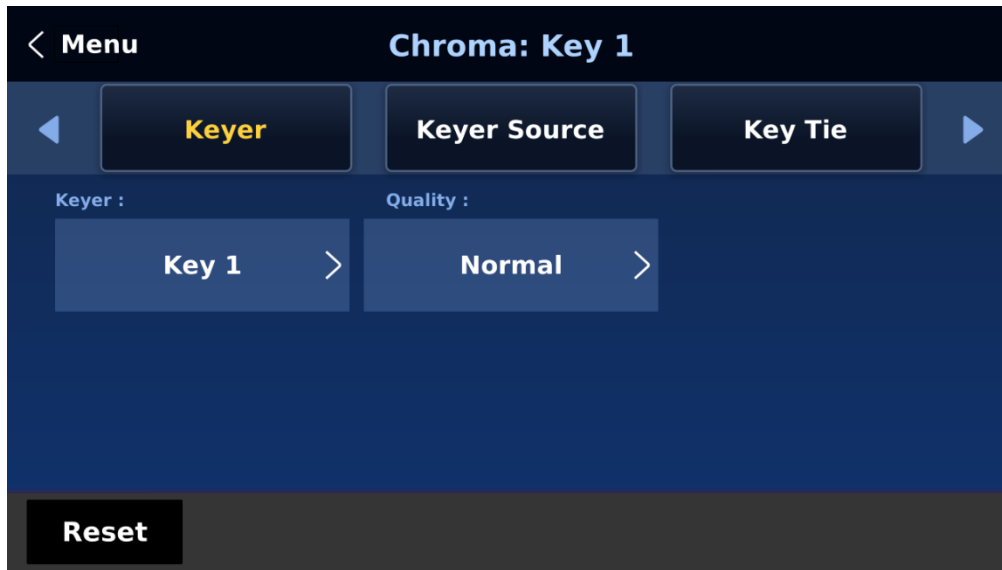 Menu
Chroma: Key 1
Keyer
Keyer Source
Key Tie
Keyer :
Quality :
Key 1
Normal
Reset